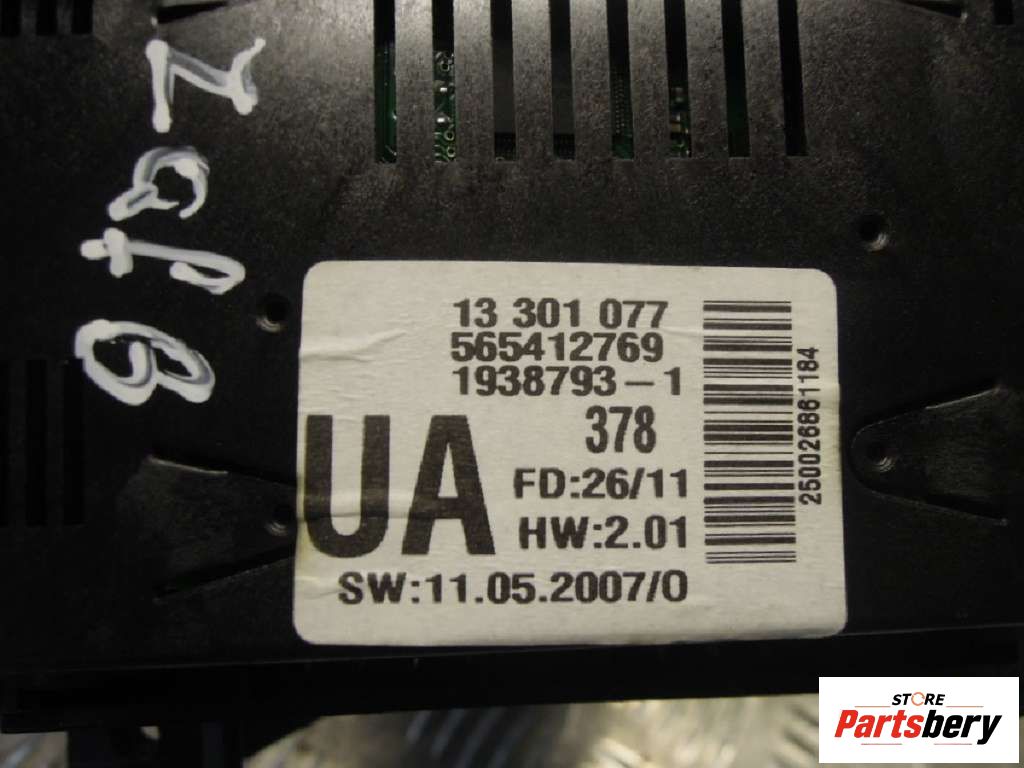 13 301 077
565412769
1938793-1
378
UA
FD:26/11
HW:2.01
SW:11.05.2007/0
250026861184
STORE
Partsbery